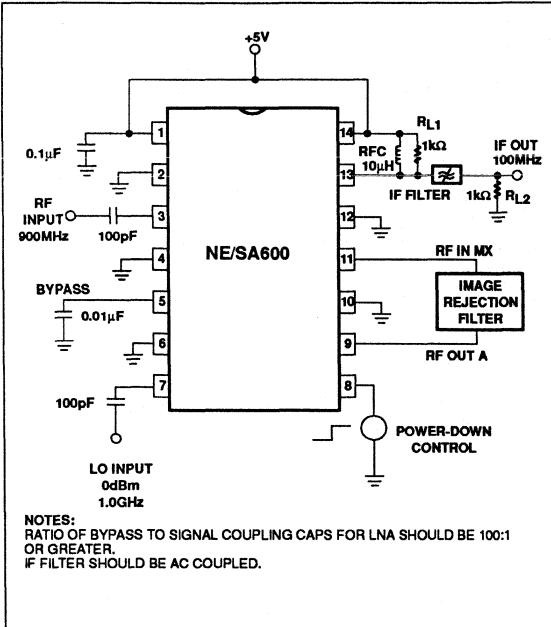 +5V
1
14
RL1
1kΩ
RFC
10μH
0.1μF
IF OUT
100MHz
2
13
IF FILTER
1kΩ
RL2
RF
INPUT
900MHz
100pF
3
12
NE/SA600
4
11
RF IN MX
BYPASS
0.01μF
5
10
IMAGE
REJECTION
FILTER
6
9
RF OUT A
100pF
7
8
POWER-DOWN
CONTROL
LO INPUT
0dBm
1.0GHz
NOTES:
RATIO OF BYPASS TO SIGNAL COUPLING CAPS FOR LNA SHOULD BE 100:1
OR GREATER.
IF FILTER SHOULD BE AC COUPLED.